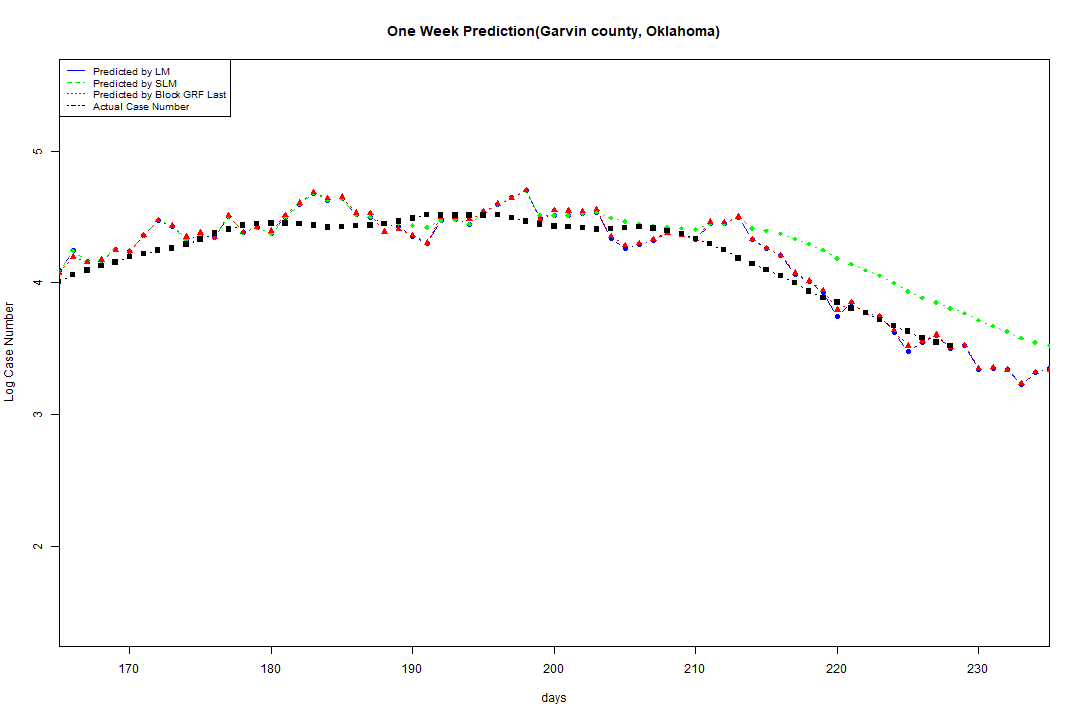 One Week Prediction(Garvin county, Oklahoma)
Predicted by LM
Predicted by SLM
Predicted by Block GRF Last
Actual Case Number
5
4
3
2
Log Case Number
170 180 190 200 210 220 230
days